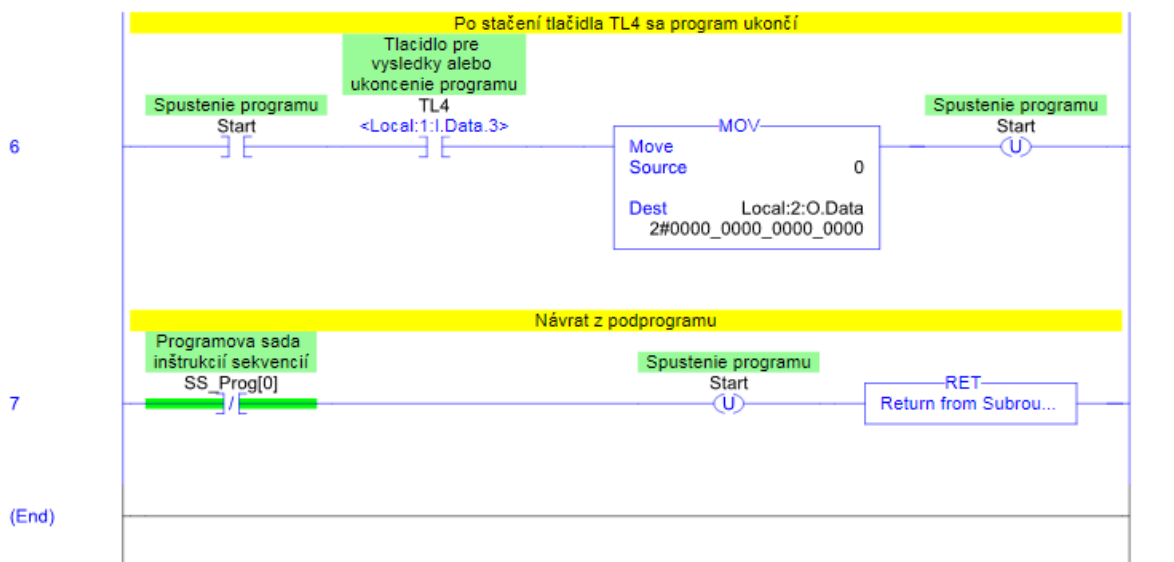 Po stačení tlačidla TL4 sa program ukončí
Tlacidlo pre
vysledky alebo
ukoncenie programu
Spustenie programu
TL4
Spustenie programu
Start
<Local:1:I.Data.3>
MOV
Start
6
U
Move
Source 0
Dest Local:2:O.Data
2#0000_0000_0000_0000
Návrat z podprogramu
Programova sada
inštrukcií sekvencií
Spustenie programu
SS_Prog[0]
Start
RET
7
/
U
Return from Subrou...
(End)